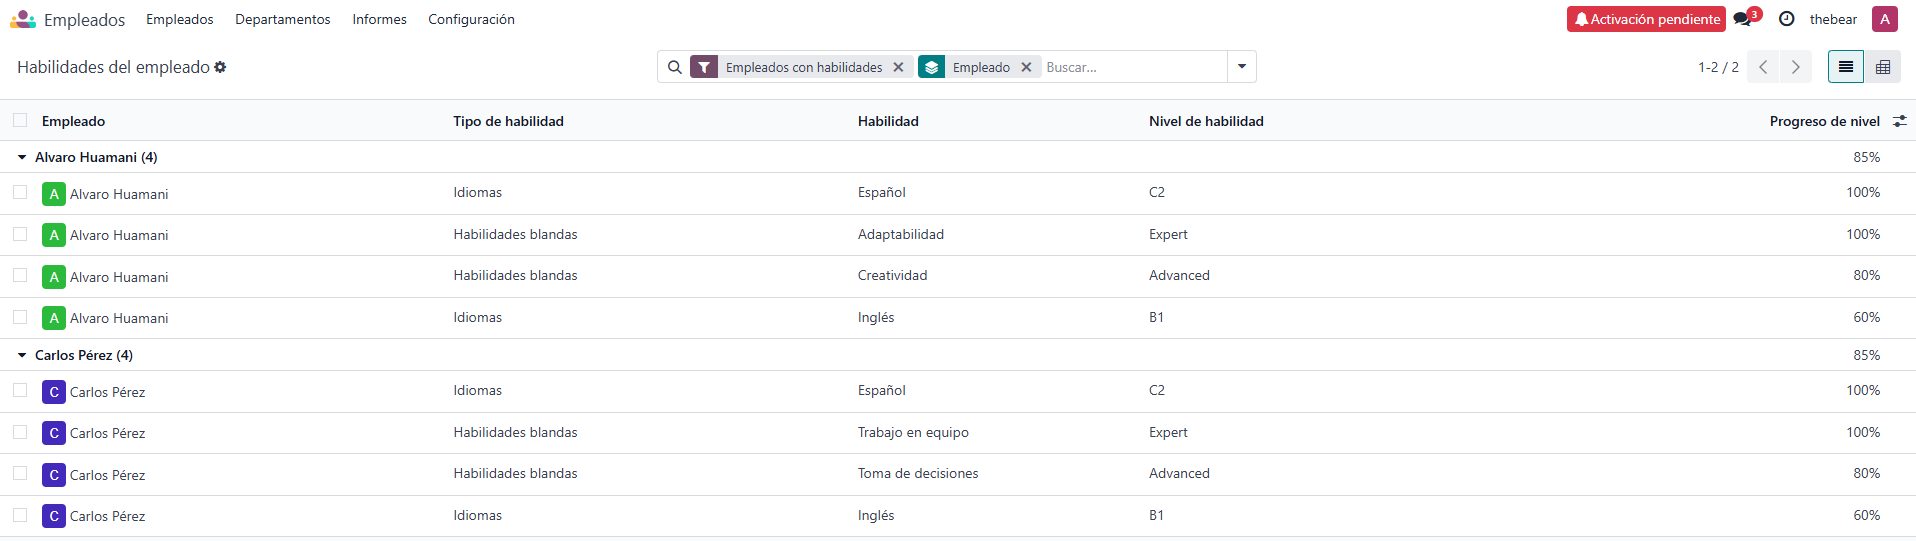 Empleados Empleados Departamentos Informes Configuración Activación pendiente 3 thebear A
Habilidades del empleado Empleados con habilidades Empleado Buscar... 1-2 / 2
Empleado Tipo de habilidad Habilidad Nivel de habilidad Progreso de nivel
Alvaro Huamani (4) 85%
A Alvaro Huamani Idiomas Español C2 100%
A Alvaro Huamani Habilidades blandas Adaptabilidad Expert 100%
A Alvaro Huamani Habilidades blandas Creatividad Advanced 80%
A Alvaro Huamani Idiomas Inglés B1 60%
Carlos Pérez (4) 85%
C Carlos Pérez Idiomas Español C2 100%
C Carlos Pérez Habilidades blandas Trabajo en equipo Expert 100%
C Carlos Pérez Habilidades blandas Toma de decisiones Advanced 80%
C Carlos Pérez Idiomas Inglés B1 60%